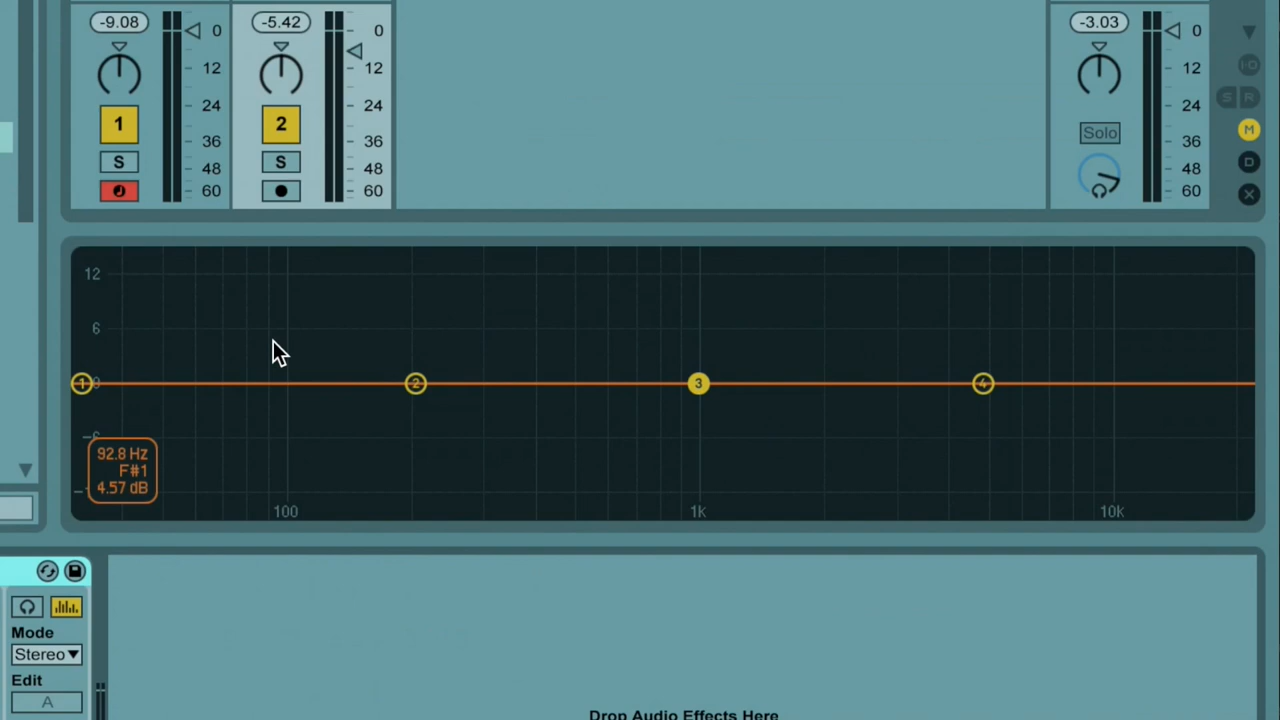 -9.08 0 -5.42 0 -3.03 0
12 12 12
24 24 24 S R
1 2
36 36 Solo 36 M
S S
48 48 48 D
60 60 60 X
12
6
1 0 2 3 4
-6
92.8 Hz
F#1
4.57 dB
100 1k 10k
Mode
Stereo
Edit
A
Drop Audio Effects Here